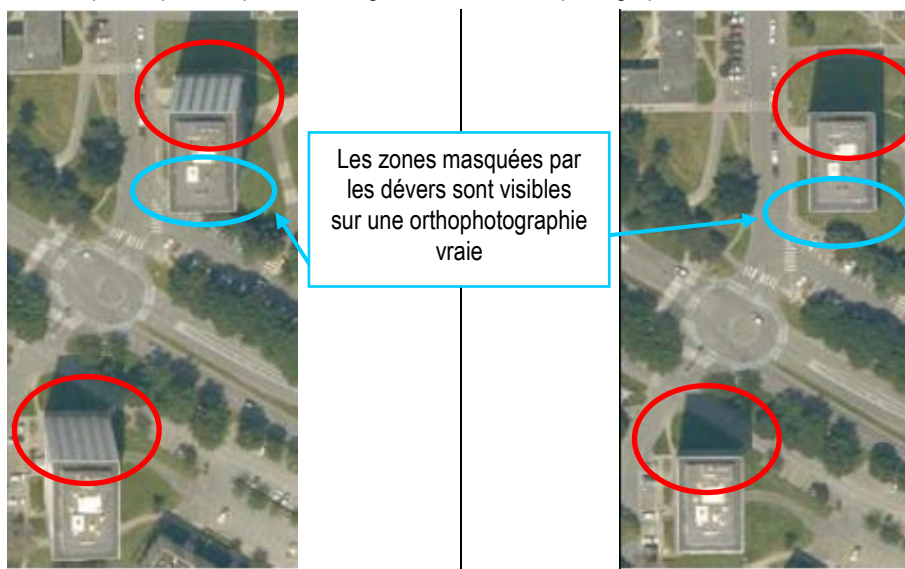 Les zones masquées par
les dévers sont visibles
sur une orthophotographie
vraie